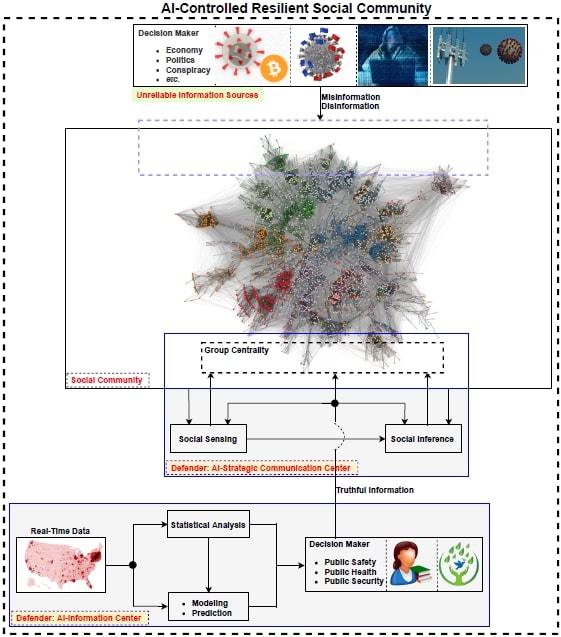 AI-Controlled Resilient Social Community
Decision Maker
• Economy
• Politics
• Conspiracy
• etc.
Unreliable Information Sources
Misinformation
Disinformation
Group Centrality
Social Community
Social Sensing
Social Inference
Defender: AI-Strategic Communication Center
Truthful Information
Real-Time Data
Statistical Analysis
Decision Maker
• Public Safety
• Public Health
• Public Security
• Modeling
• Prediction
Defender: AI-Information Center